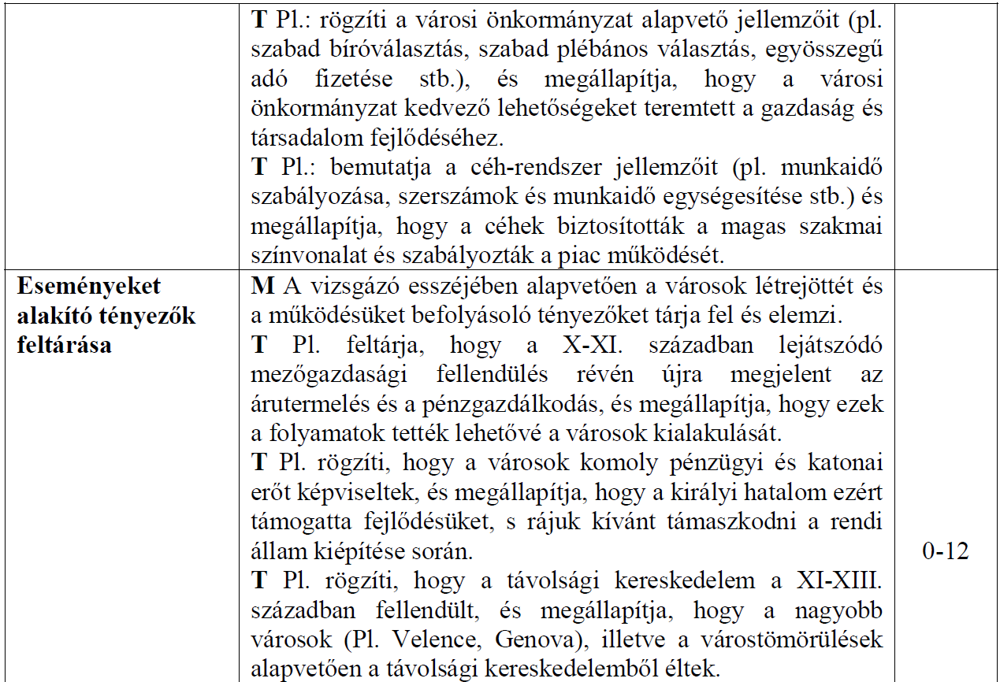 T Pl.: rögzíti a városi önkormányzat alapvető jellemzőit (pl.
szabad bíróválasztás, szabad plébános választás, egyösszegű
adó fizetése stb.), és megállapítja, hogy a városi
önkormányzat kedvező lehetőségeket teremtett a gazdaság és
társadalom fejlődéséhez.
T Pl.: bemutatja a céh-rendszer jellemzőit (pl. munkaidő
szabályozása, szerszámok és munkaidő egységesítése stb.) és
megállapítja, hogy a céhek biztosították a magas szakmai
színvonalat és szabályozták a piac működését.
Eseményeket
alakító tényezők
feltárása
M A vizsgázó esszéjében alapvetően a városok létrejöttét és
a működésüket befolyásoló tényezőket tárja fel és elemzi.
T Pl. feltárja, hogy a X-XI. században lejátszódó
mezőgazdasági fellendülés révén újra megjelent az
árutermelés és a pénzgazdálkodás, és megállapítja, hogy ezek
a folyamatok tették lehetővé a városok kialakulását.
T Pl. rögzíti, hogy a városok komoly pénzügyi és katonai
erőt képviseltek, és megállapítja, hogy a királyi hatalom ezért
támogatta fejlődésüket, s rájuk kívánt támaszkodni a rendi
állam kiépítése során.
T Pl. rögzíti, hogy a távolsági kereskedelem a XI-XIII.
században fellendült, és megállapítja, hogy a nagyobb
városok (Pl. Velence, Genova), illetve a várostömörülések
alapvetően a távolsági kereskedelemből éltek.
0-12